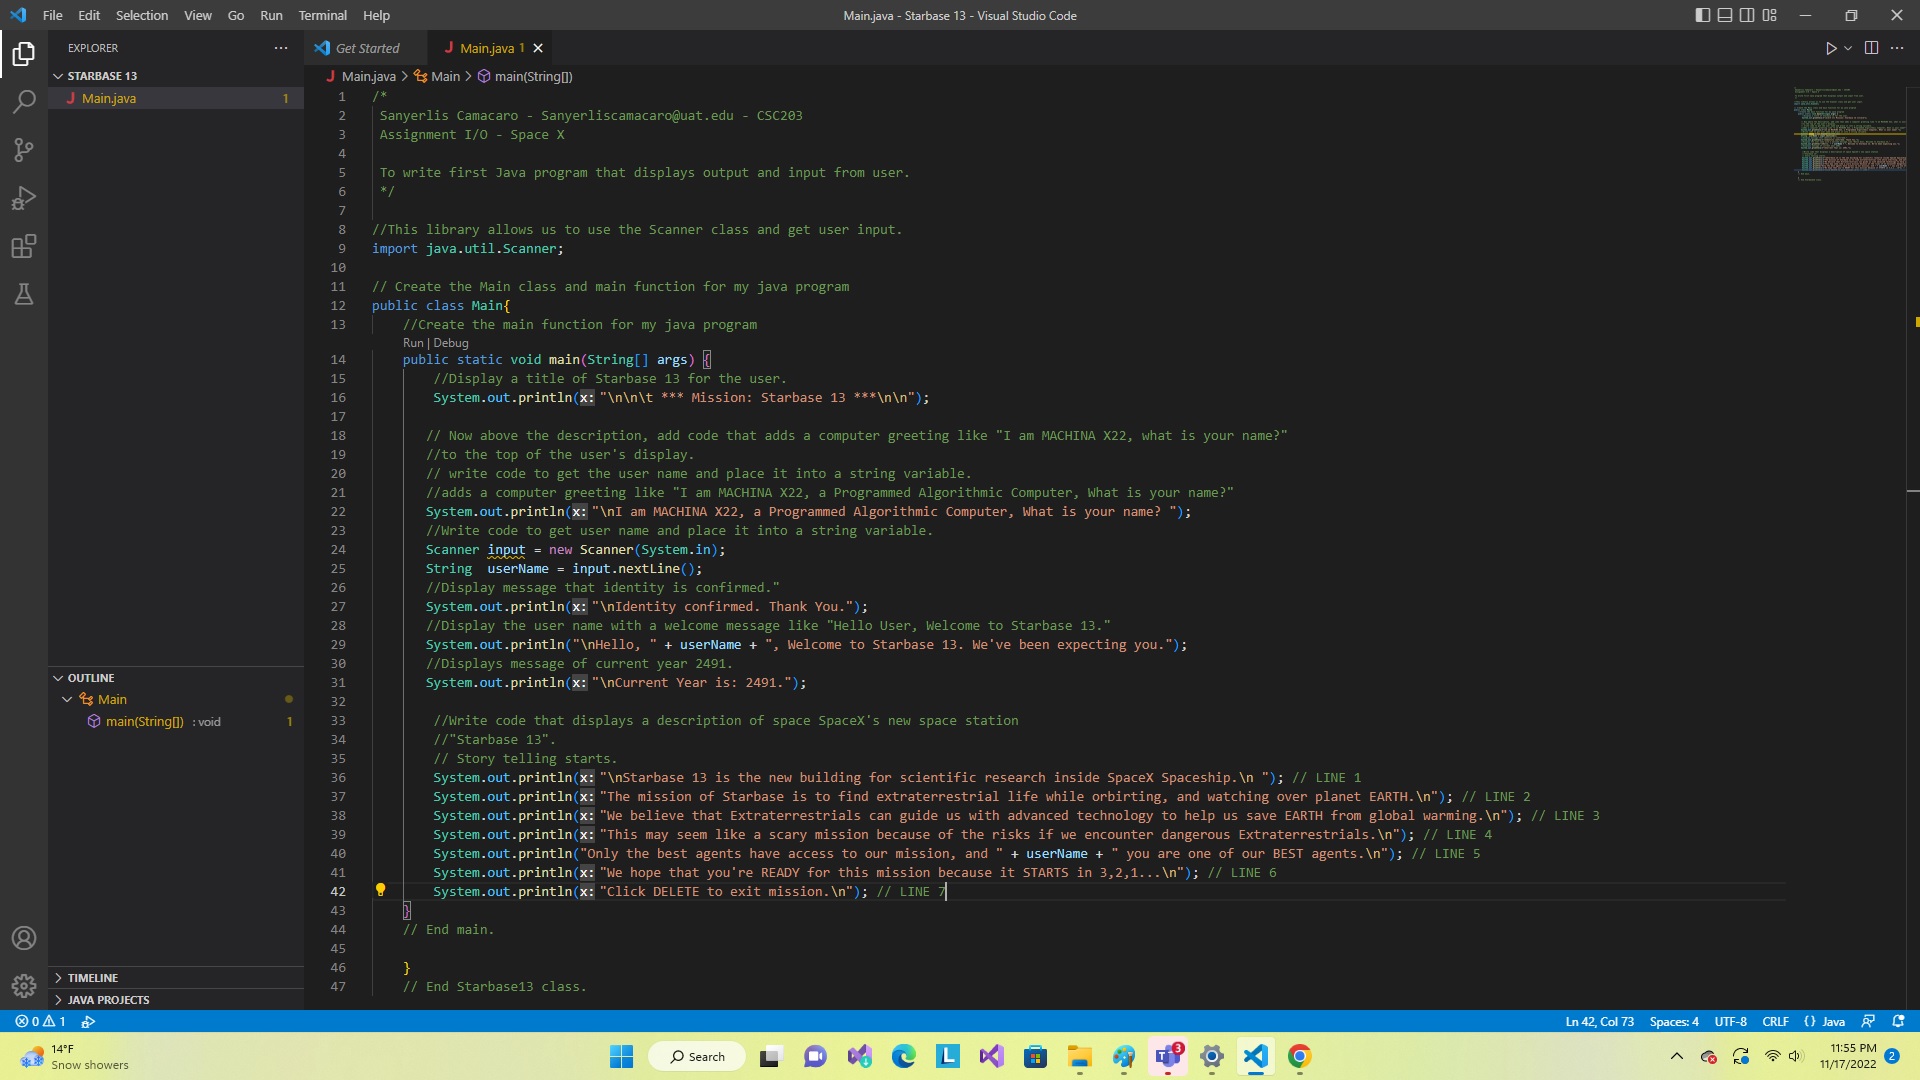 File Edit Selection View Go Run Terminal Help
Main.java - Starbase 13 - Visual Studio Code
EXPLORER
STARBASE 13
J Main.java 1
Get Started
J Main.java 1
J Main.java > Main > main(String[])
1 /*
2 Sanyerlis Camacaro - Sanyerliscamacaro@uat.edu - CSC203
3 Assignment I/O - Space X
4
5 To write first Java program that displays output and input from user.
6 */
7
8 //This library allows us to use the Scanner class and get user input.
9 import java.util.Scanner;
10
11 // Create the Main class and main function for my java program
12 public class Main{
13 //Create the main function for my java program
Run | Debug
14 public static void main(String[] args) {
15 //Display a title of Starbase 13 for the user.
16 System.out.println(x: "\n\n\t *** Mission: Starbase 13 ***\n\n");
17
18 // Now above the description, add code that adds a computer greeting like "I am MACHINA X22, what is your name?"
19 //to the top of the user's display.
20 // write code to get the user name and place it into a string variable.
21 //adds a computer greeting like "I am MACHINA X22, a Programmed Algorithmic Computer, What is your name?"
22 System.out.println(x: "\nI am MACHINA X22, a Programmed Algorithmic Computer, What is your name? ");
23 //Write code to get user name and place it into a string variable.
24 Scanner input = new Scanner(System.in);
25 String  userName = input.nextLine();
26 //Display message that identity is confirmed."
27 System.out.println(x: "\nIdentity confirmed. Thank You.");
28 //Display the user name with a welcome message like "Hello User, Welcome to Starbase 13."
29 System.out.println("\nHello, " + userName + ", Welcome to Starbase 13. We've been expecting you.");
30 //Displays message of current year 2491.
31 System.out.println(x: "\nCurrent Year is: 2491.");
32
33 //Write code that displays a description of space SpaceX's new space station
34 //"Starbase 13".
35 // Story telling starts.
36 System.out.println(x: "\nStarbase 13 is the new building for scientific research inside SpaceX Spaceship.\n "); // LINE 1
37 System.out.println(x: "The mission of Starbase is to find extraterrestrial life while orbirting, and watching over planet EARTH.\n"); // LINE 2
38 System.out.println(x: "We believe that Extraterrestrials can guide us with advanced technology to help us save EARTH from global warming.\n"); // LINE 3
39 System.out.println(x: "This may seem like a scary mission because of the risks if we encounter dangerous Extraterrestrials.\n"); // LINE 4
40 System.out.println("Only the best agents have access to our mission, and " + userName + " you are one of our BEST agents.\n"); // LINE 5
41 System.out.println(x: "We hope that you're READY for this mission because it STARTS in 3,2,1...\n"); // LINE 6
42 System.out.println(x: "Click DELETE to exit mission.\n"); // LINE 7
43 }
44 // End main.
45
46 }
47 // End Starbase13 class.
OUTLINE
Main
main(String[]) : void 1
TIMELINE
JAVA PROJECTS
0 1
Ln 42, Col 73 Spaces: 4 UTF-8 CRLF {} Java
14°F
Snow showers
Search
L
3
11:55 PM
11/17/2022
2